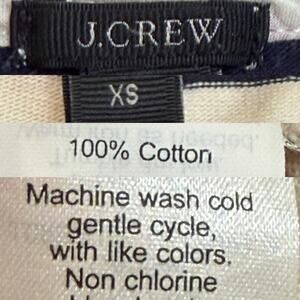 J.CREW
XS
100% Cotton
Machine wash cold
gentle cycle,
with like colors.
Non chlorine